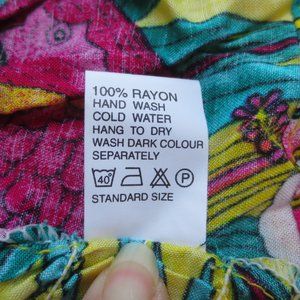 100% RAYON
HAND WASH
COLD WATER
HANG TO DRY
WASH DARK COLOUR
SEPARATELY
40 P
STANDARD SIZE